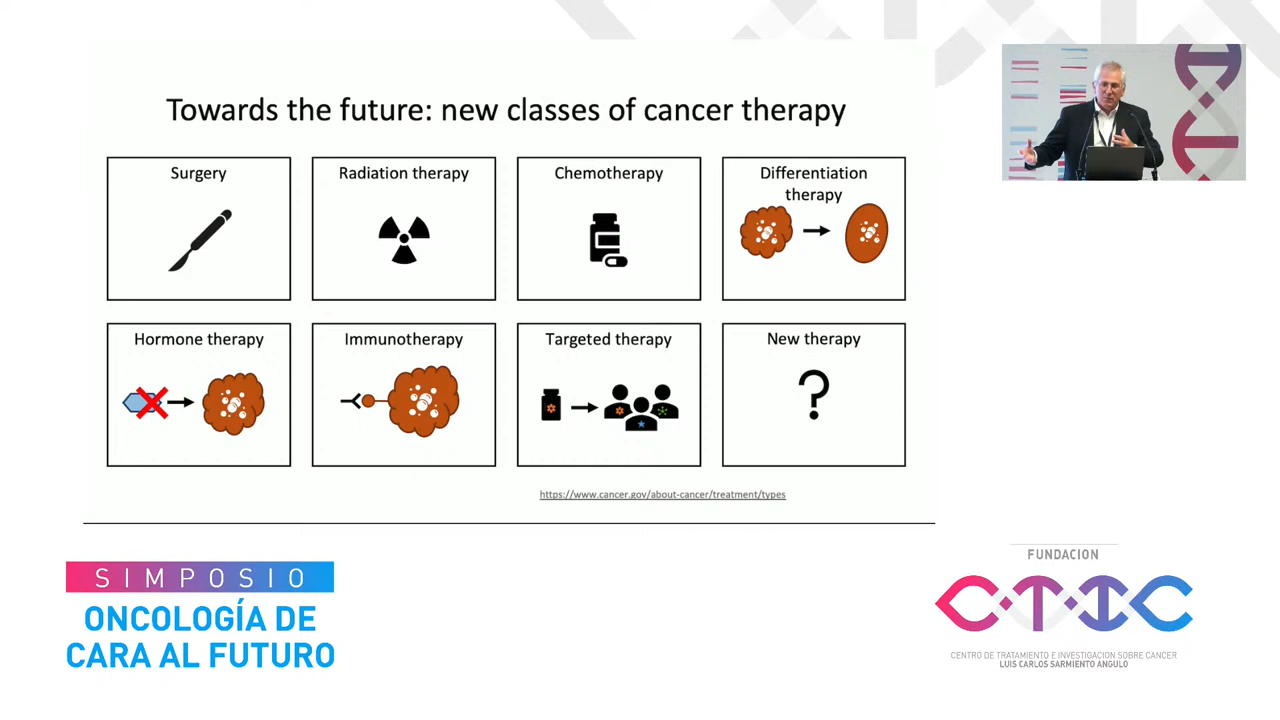 Towards the future: new classes of cancer therapy
Surgery
Radiation therapy
Chemotherapy
Differentiation
therapy
Hormone therapy
Immunotherapy
Targeted therapy
New therapy
?
https://www.cancer.gov/about-cancer/treatment/types
SIMPOSIO
ONCOLOGÍA DE
CARA AL FUTURO
FUNDACION
CTIC
CENTRO DE TRATAMIENTO E INVESTIGACION SOBRE CANCER
LUIS CARLOS SARMIENTO ANGULO